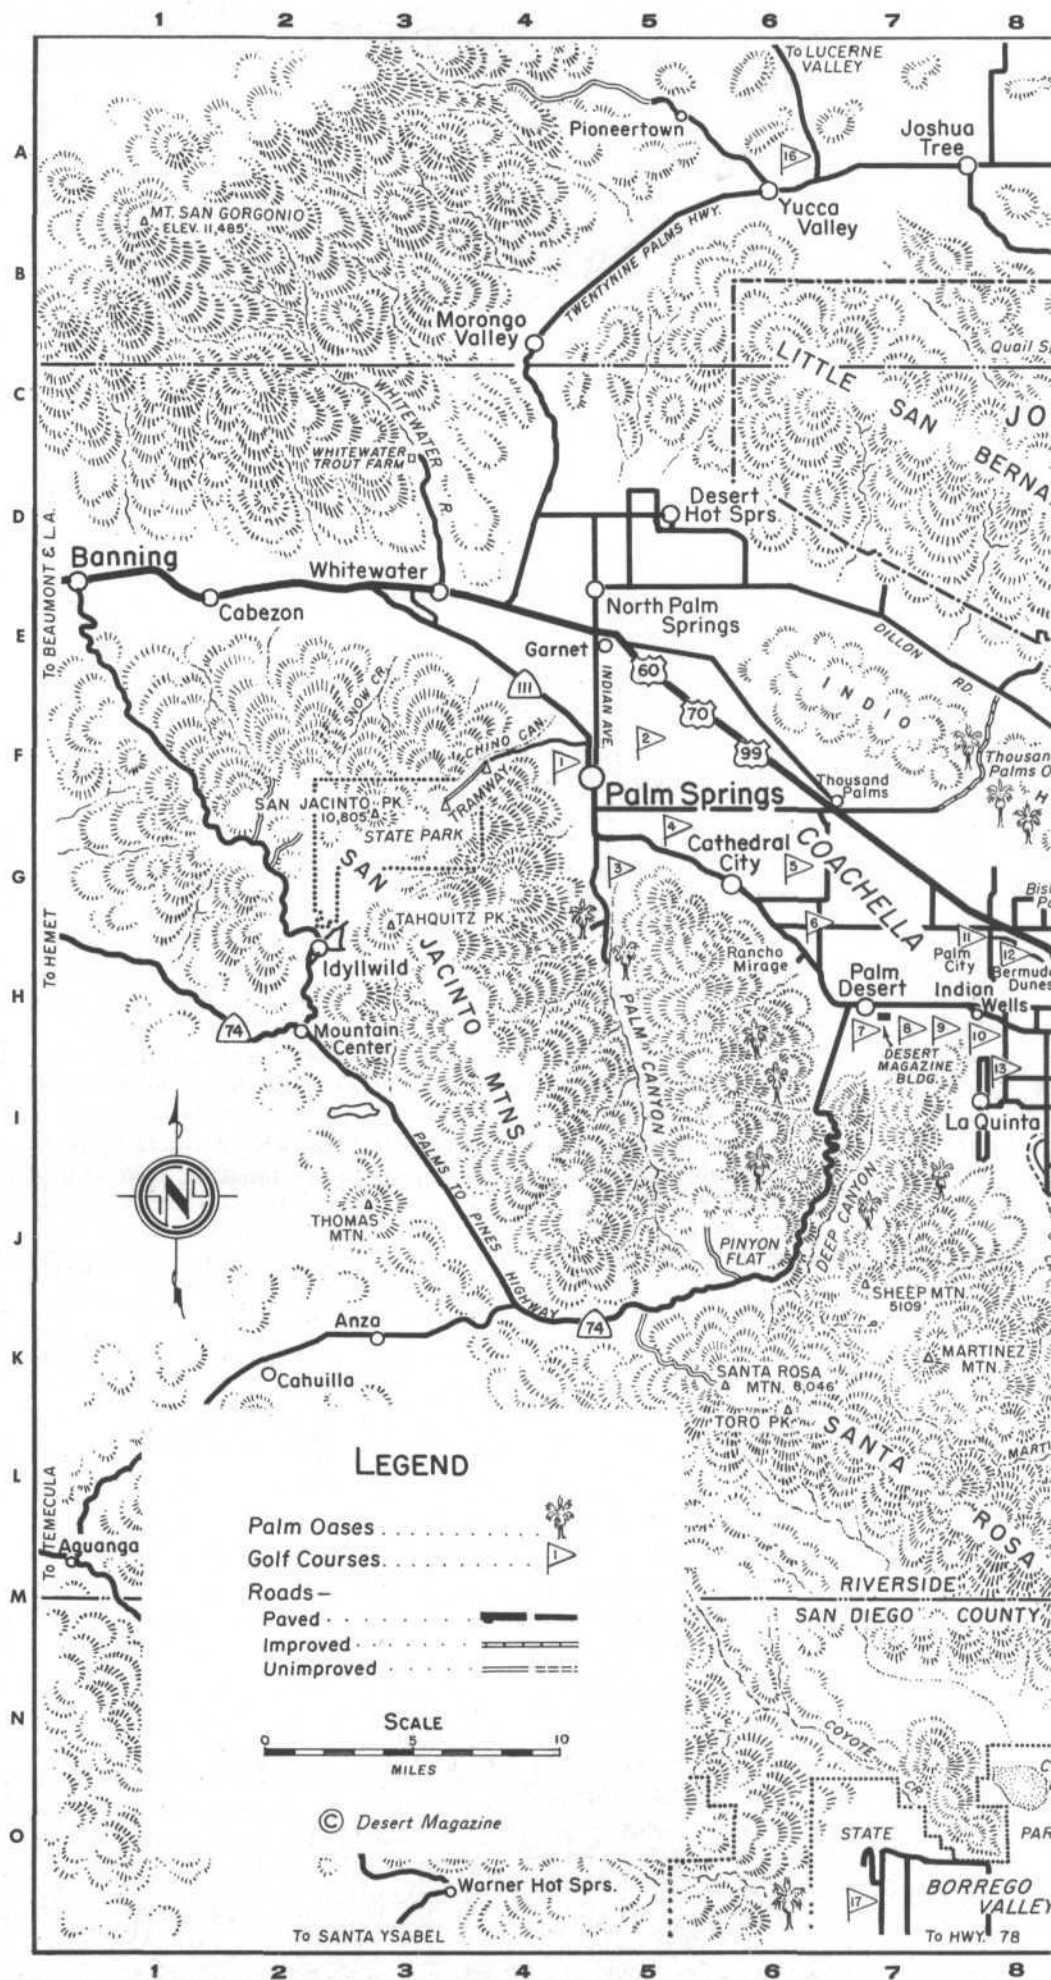 1 2 3 4 5 6 7 8
To LUCERNE
VALLEY
Pioneertown
A
16
Joshua
Tree
Yucca
Valley
MT. SAN GORGONIO
ELEV. 11,485'
TWENTYNINE PALMS HWY.
B
Morongo
Valley
Quail
LITTLE
SAN
BERNA
JO
C
WHITEWATER
R.
WHITEWATER
TROUT FARM
Desert
Hot Sprs.
D
Banning
Whitewater
Cabezon
North Palm
Springs
To BEAUMONT & L.A.
E
Garnet
60
70
99
DILLON
RD.
111
INDIAN AVE
INDIO
SNOW CR.
CHINO CAN.
F
1
2
Thousand
Palms O
H
Thousand
Palms
TRAMWAY
Palm Springs
SAN JACINTO PK.
10,805'
STATE PARK
4
Cathedral
City
COACHELLA
G
SAN
JACINTO
MTNS
3
5
6
Bis
P
TAHQUITZ PK.
11
12
Palm
City
Bermuda
Dunes
Rancho
Mirage
To HEMET
Idyllwild
H
Palm
Desert
Indian
Wells
PALM CANYON
74
Mountain
Center
7
8
9
10
DESERT
MAGAZINE
BLDG.
13
La Quinta
I
N
PALMS TO PINES HIGHWAY
DEEP CANYON
THOMAS
MTN.
J
PINYON
FLAT
SHEEP MTN.
5109'
Anza
74
K
Cahuilla
MARTINEZ
MTN.
SANTA ROSA
MTN. 8,046'
TORO PK.
SANTA
ROSA
MARTI
LEGEND
L
Palm Oases
To TEMECULA
Aguanga
Golf Courses
1
Roads –
M
Paved
Improved
Unimproved
RIVERSIDE
SAN DIEGO COUNTY
N
SCALE
0 5 10
MILES
COYOTE
CR.
C
© Desert Magazine
O
STATE
PAR
Warner Hot Sprs.
17
BORREGO
VALLEY
To SANTA YSABEL
To HWY. 78
1 2 3 4 5 6 7 8